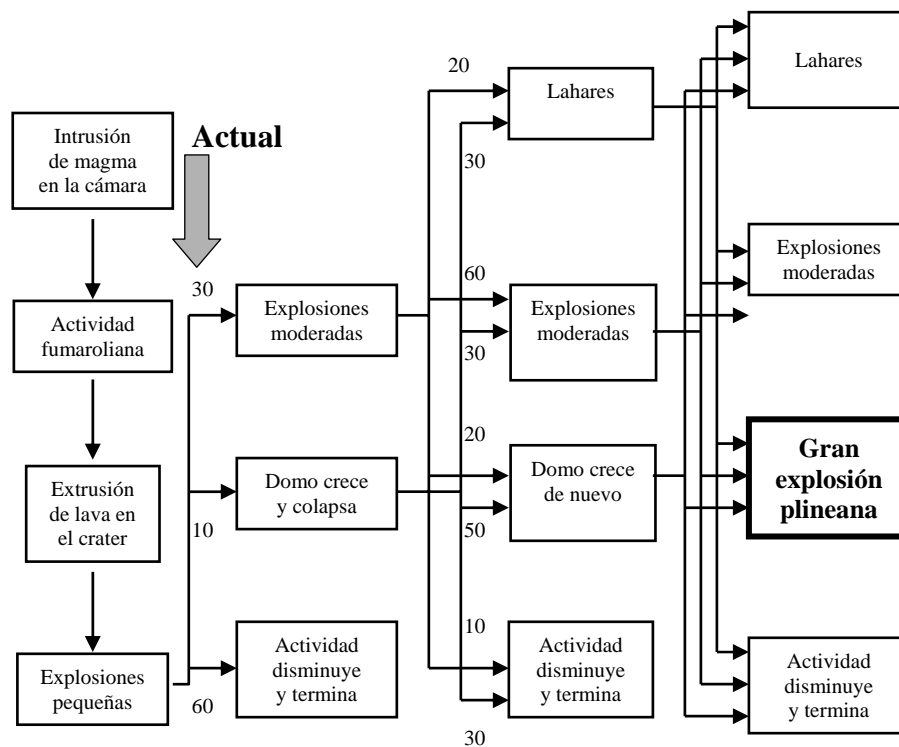 Intrusión
de magma
en la cámara
Actividad
fumaroliana
Extrusión
de lava en
el crater
Explosiones
pequeñas
Actual
30
10
60
Explosiones
moderadas
Domo crece
y colapsa
Actividad
disminuye
y termina
20
30
60
30
20
50
10
30
Lahares
Explosiones
moderadas
Domo crece
de nuevo
Actividad
disminuye
y termina
Lahares
Explosiones
moderadas
Gran
explosión
plineana
Actividad
disminuye
y termina